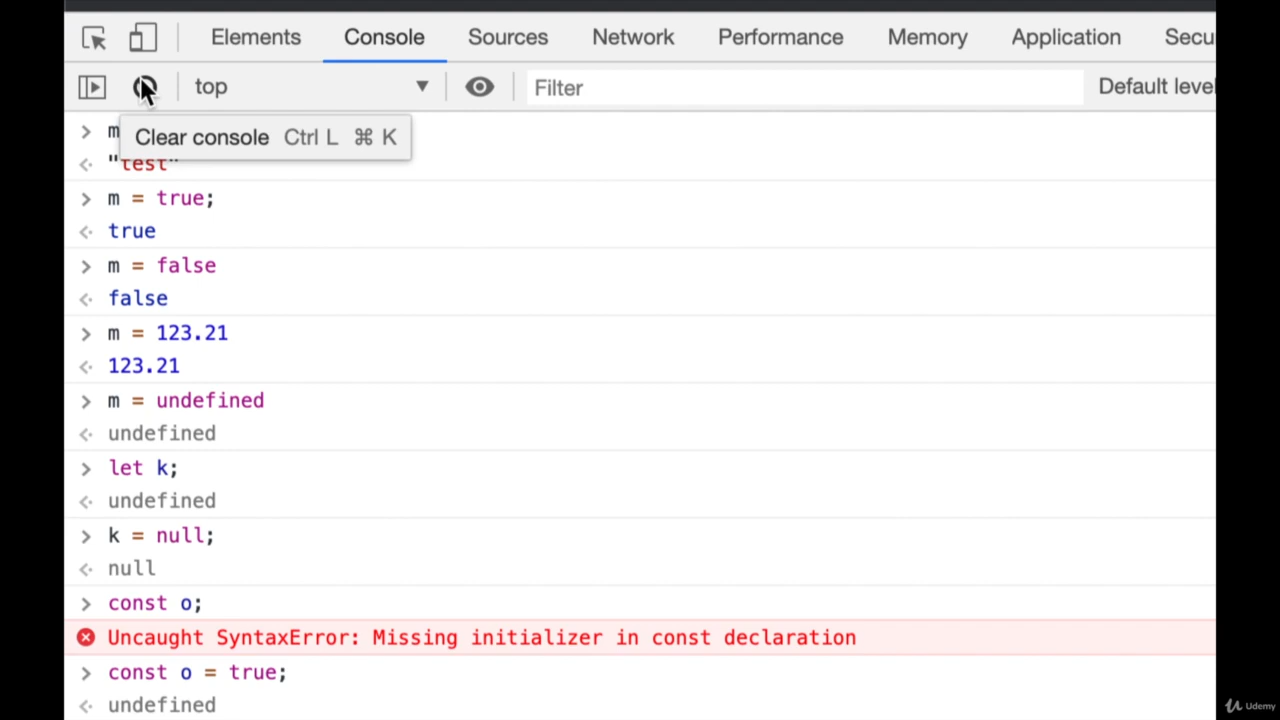 Elements Console Sources Network Performance Memory Application Secu
top ▼ Filter Default level
> m
Clear console Ctrl L ⌘ K
<· "test"
> m = true;
<· true
> m = false
<· false
> m = 123.21
<· 123.21
> m = undefined
<· undefined
> let k;
<· undefined
> k = null;
<· null
> const o;
Uncaught SyntaxError: Missing initializer in const declaration
> const o = true;
<· undefined
Udemy